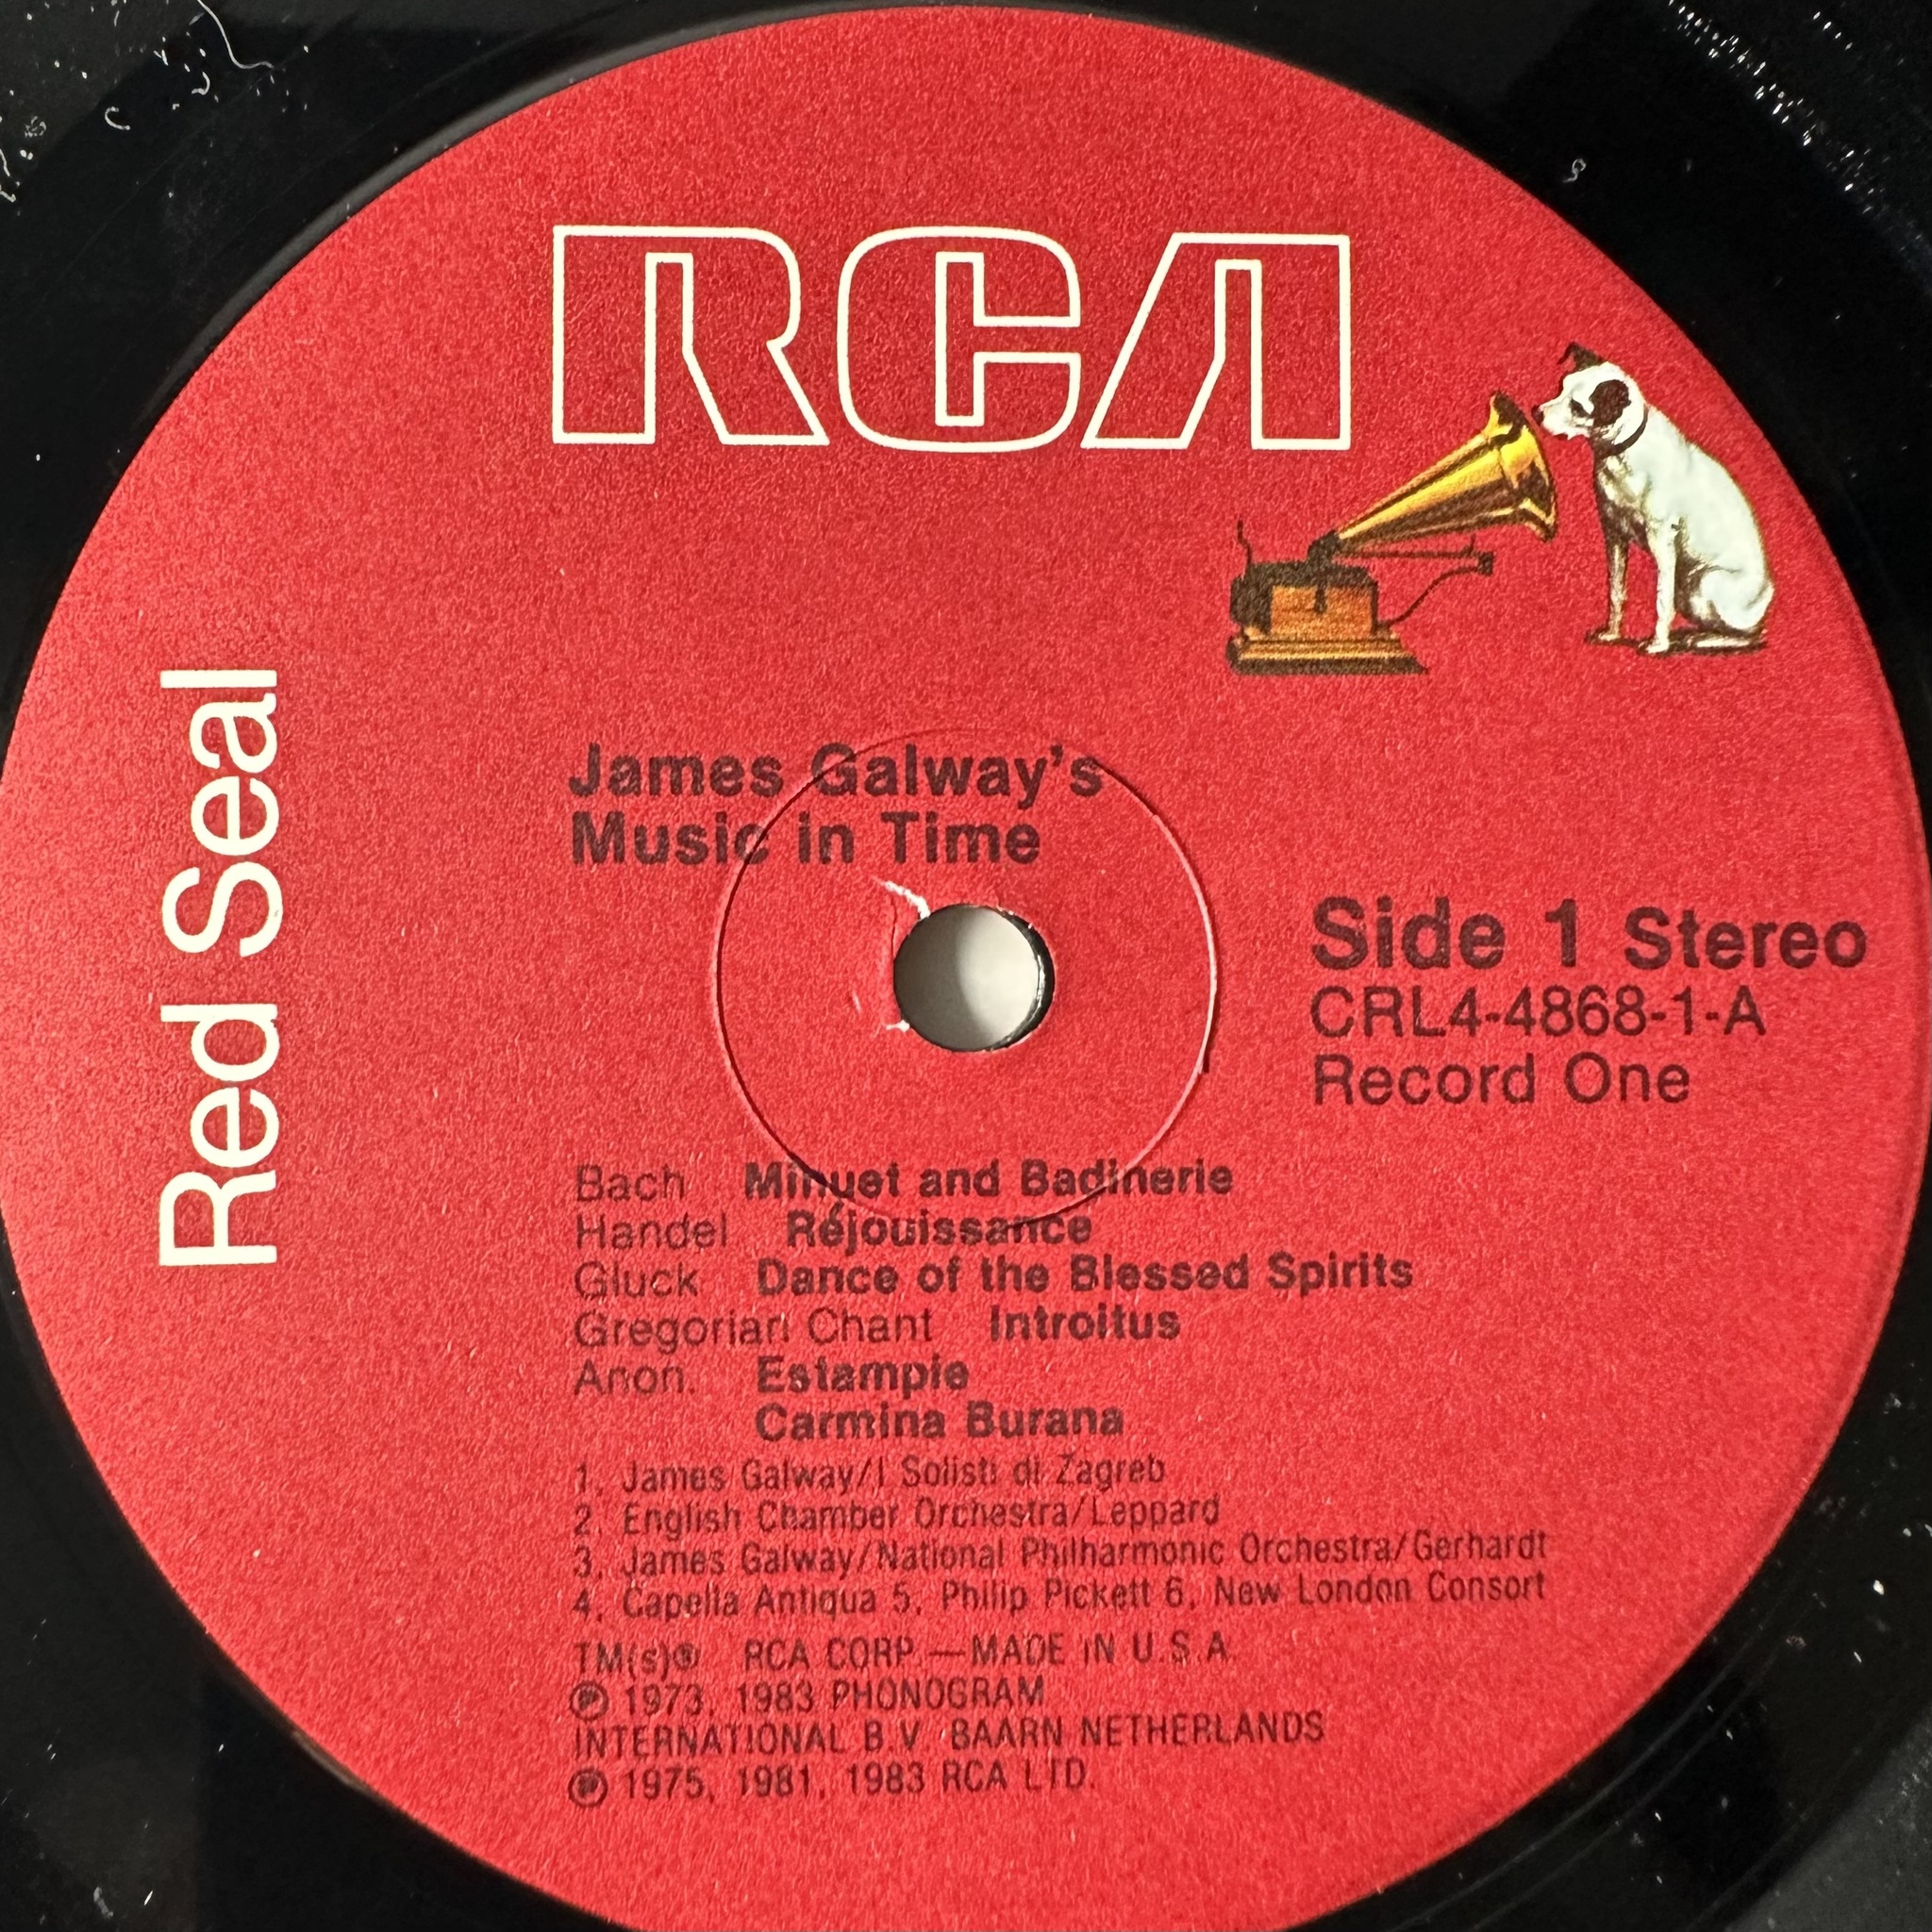 RCA
Red Seal
James Galway's
Music in Time
Side 1 Stereo
CRL4-4868-1-A
Record One
Bach Minuet and Badinerie
Handel Réjouissance
Gluck Dance of the Blessed Spirits
Gregorian Chant Introitus
Anon. Estampie
Carmina Burana
1. James Galway/I Solisti di Zagreb
2. English Chamber Orchestra/Leppard
3. James Galway/National Philharmonic Orchestra/Gerhardt
4. Capella Antiqua 5. Philip Pickett 6. New London Consort
TM(s)® RCA CORP.—MADE IN U.S.A.
℗ 1973, 1983 PHONOGRAM
INTERNATIONAL B.V. BAARN NETHERLANDS
℗ 1975, 1981, 1983 RCA LTD.